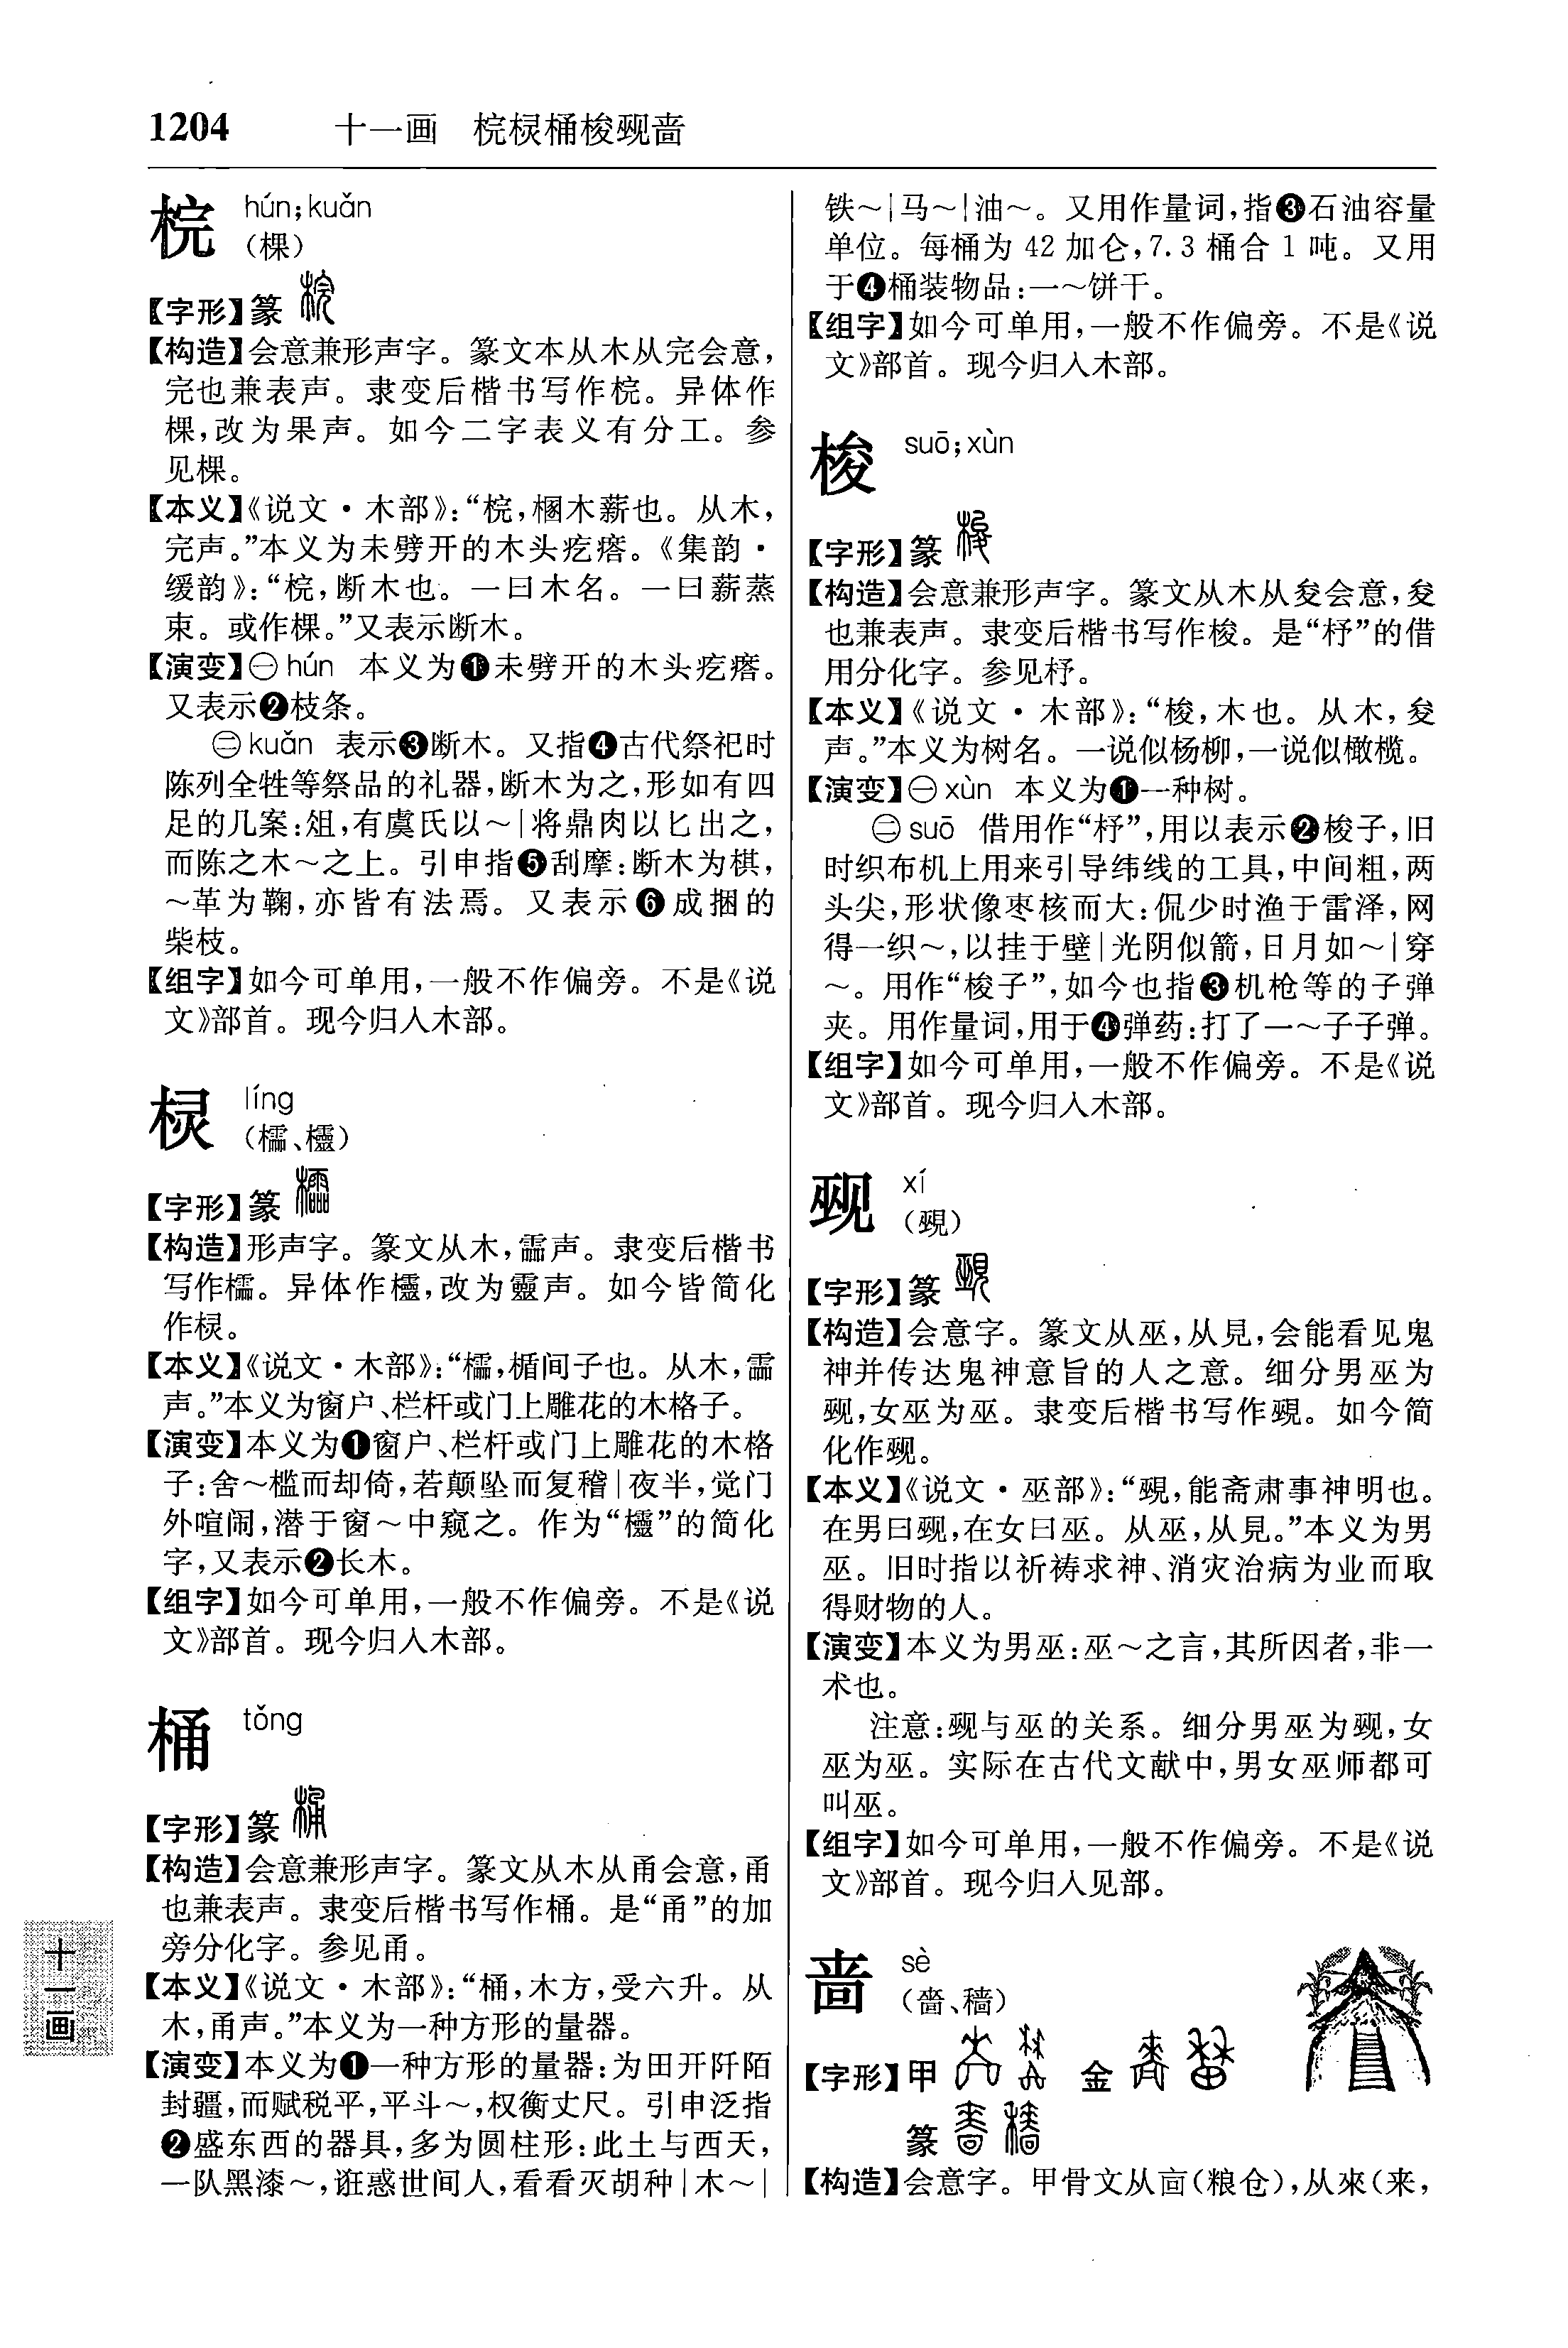 1204 十一画 梡棂桶梭觋啬
梡 hún;kuǎn
（棵）
【字形】篆
【构造】会意兼形声字。篆文本从木从完会意，
完也兼表声。隶变后楷书写作梡。异体作
棵，改为果声。如今二字表义有分工。参
见棵。
【本义】《说文·木部》：“梡，梱木薪也。从木，
完声。”本义为未劈开的木头疙瘩。《集韵·
缓韵》：“梡，断木也。一曰木名。一曰薪蒸
束。或作棵。”又表示断木。
【演变】㊀hún 本义为❶未劈开的木头疙瘩。
又表示❷枝条。
㊁kuǎn 表示❸断木。又指❹古代祭祀时
陈列全牲等祭品的礼器，断木为之，形如有四
足的几案：俎，有虞氏以～|将鼎肉以匕出之，
而陈之木～之上。引申指❺刮摩：断木为棋，
～革为鞠，亦皆有法焉。又表示❻成捆的
柴枝。
【组字】如今可单用，一般不作偏旁。不是《说
文》部首。现今归入木部。
棂 líng
（櫺、欞）
【字形】篆
【构造】形声字。篆文从木，霝声。隶变后楷书
写作櫺。异体作欞，改为靈声。如今皆简化
作棂。
【本义】《说文·木部》：“櫺，楯间子也。从木，霝
声。”本义为窗户、栏杆或门上雕花的木格子。
【演变】本义为❶窗户、栏杆或门上雕花的木格
子：舍～槛而却倚，若颠坠而复稽|夜半，觉门
外喧闹，潜于窗～中窥之。作为“欞”的简化
字，又表示❷长木。
【组字】如今可单用，一般不作偏旁。不是《说
文》部首。现今归入木部。
桶 tǒng
【字形】篆
【构造】会意兼形声字。篆文从木从甬会意，甬
也兼表声。隶变后楷书写作桶。是“甬”的加
旁分化字。参见甬。
【本义】《说文·木部》：“桶，木方，受六升。从
木，甬声。”本义为一种方形的量器。
【演变】本义为❶一种方形的量器：为田开阡陌
封疆，而赋税平，平斗～，权衡丈尺。引申泛指
❷盛东西的器具，多为圆柱形：此土与西天，
一队黑漆～，诳惑世间人，看看灭胡种|木～|
铁～|马～|油～。又用作量词，指❸石油容量
单位。每桶为 42 加仑，7.3 桶合 1 吨。又用
于❹桶装物品：一～饼干。
【组字】如今可单用，一般不作偏旁。不是《说
文》部首。现今归入木部。
梭 suō;xùn
【字形】篆
【构造】会意兼形声字。篆文从木从夋会意，夋
也兼表声。隶变后楷书写作梭。是“杼”的借
用分化字。参见杼。
【本义】《说文·木部》：“梭，木也。从木，夋
声。”本义为树名。一说似杨柳，一说似橄榄。
【演变】㊀xùn 本义为❶一种树。
㊁suō 借用作“杼”，用以表示❷梭子，旧
时织布机上用来引导纬线的工具，中间粗，两
头尖，形状像枣核而大：侃少时渔于雷泽，网
得一织～，以挂于壁|光阴似箭，日月如～|穿
～。用作“梭子”，如今也指❸机枪等的子弹
夹。用作量词，用于❹弹药：打了一～子子弹。
【组字】如今可单用，一般不作偏旁。不是《说
文》部首。现今归入木部。
觋 xí
（覡）
【字形】篆
【构造】会意字。篆文从巫，从見，会能看见鬼
神并传达鬼神意旨的人之意。细分男巫为
觋，女巫为巫。隶变后楷书写作覡。如今简
化作觋。
【本义】《说文·巫部》：“覡，能斋肃事神明也。
在男曰觋，在女曰巫。从巫，从見。”本义为男
巫。旧时指以祈祷求神、消灾治病为业而取
得财物的人。
【演变】本义为男巫：巫～之言，其所因者，非一
术也。
注意：觋与巫的关系。细分男巫为觋，女
巫为巫。实际在古代文献中，男女巫师都可
叫巫。
【组字】如今可单用，一般不作偏旁。不是《说
文》部首。现今归入见部。
啬 sè
（嗇、穑）
【字形】甲 金
篆
【构造】会意字。甲骨文从㐭（粮仓），从來（来，
十一画